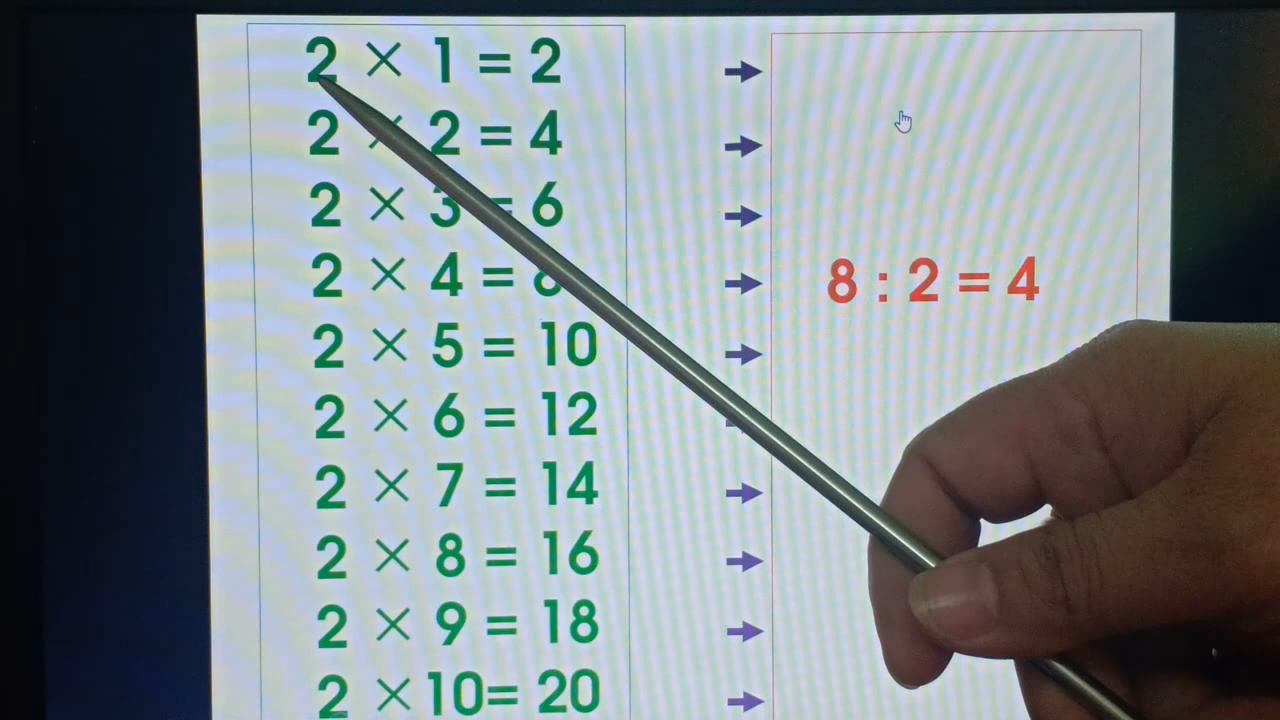 2 × 1 = 2
2 × 2 = 4
2 × 3 = 6
2 × 4 = 8
8 : 2 = 4
2 × 5 = 10
2 × 6 = 12
2 × 7 = 14
2 × 8 = 16
2 × 9 = 18
2 ×10= 20